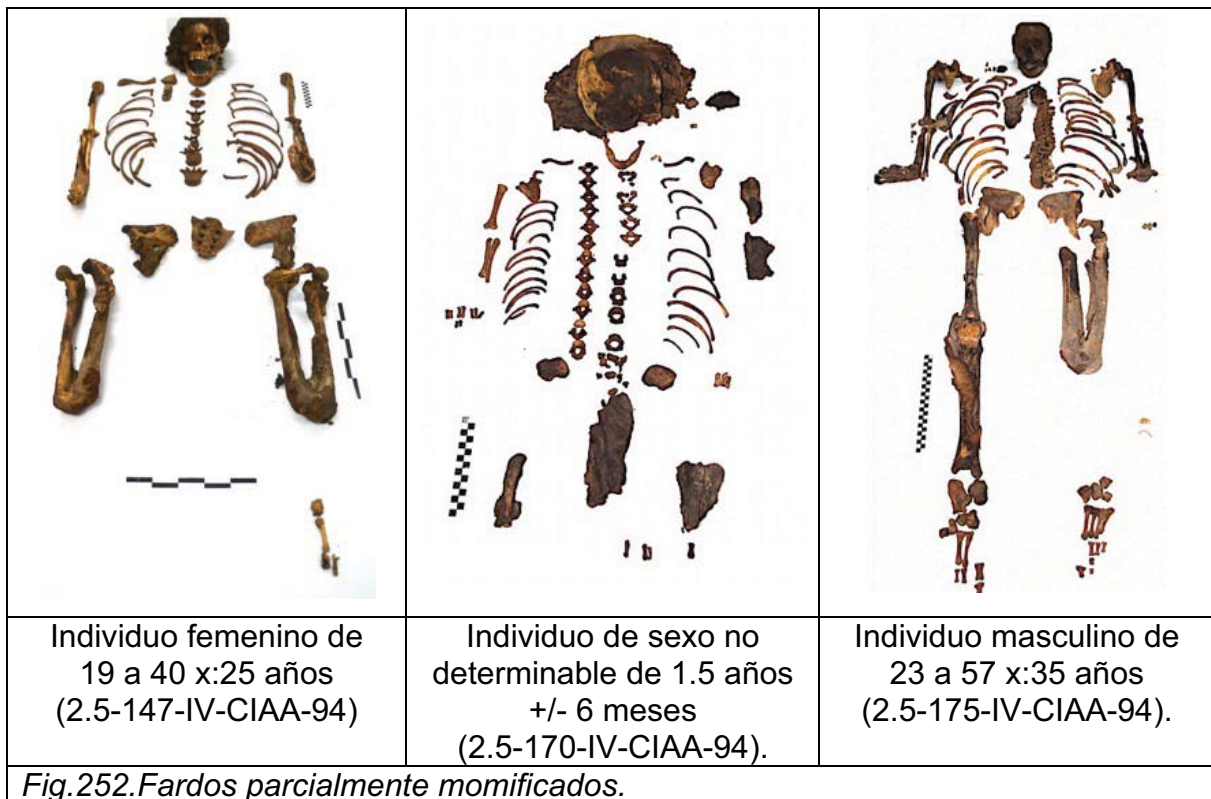 Individuo femenino de
19 a 40 x:25 años
(2.5-147-IV-CIAA-94)
Individuo de sexo no
determinable de 1.5 años
+/- 6 meses
(2.5-170-IV-CIAA-94).
Individuo masculino de
23 a 57 x:35 años
(2.5-175-IV-CIAA-94).
Fig.252.Fardos parcialmente momificados.